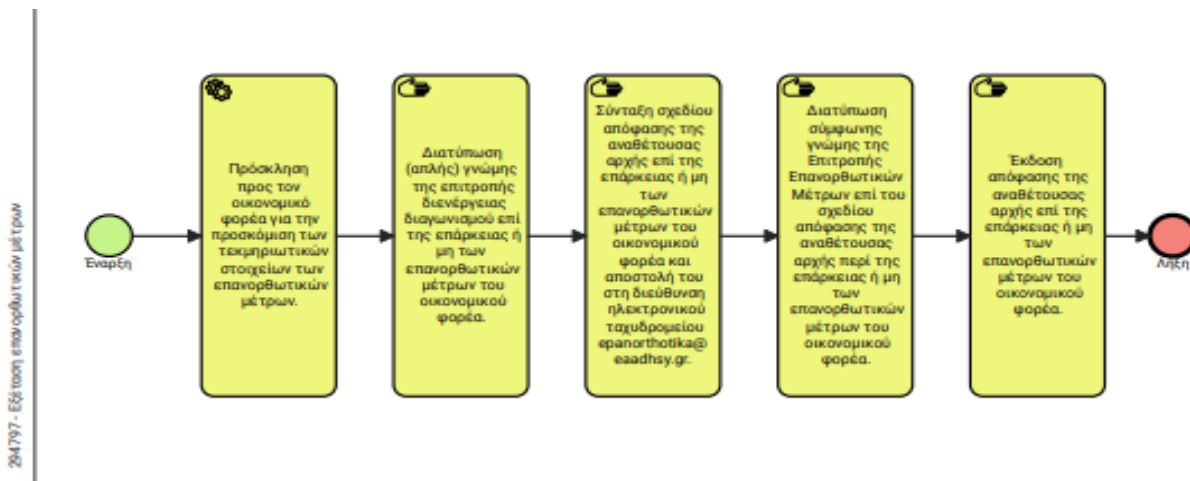 294797 - Εξέταση επανορθωτικών μέτρων
Έναρξη
Πρόσκληση
προς τον
οικονομικό
φορέα για την
προσκόμιση των
τεκμηριωτικών
στοιχείων των
επανορθωτικών
μέτρων.
Διατύπωση
(απλής) γνώμης
της επιτροπής
διενέργειας
διαγωνισμού επί
της επάρκειας ή
μη των
επανορθωτικών
μέτρων του
οικονομικού
φορέα.
Σύνταξη σχεδίου
απόφασης της
αναθέτουσας
αρχής επί της
επάρκειας ή μη
των
επανορθωτικών
μέτρων του
οικονομικού
φορέα και
αποστολή του
στη διεύθυνση
ηλεκτρονικού
ταχυδρομείου
epanorthotika@
eaadhsy.gr.
Διατύπωση
σύμφωνης
γνώμης της
Επιτροπής
Επανορθωτικών
Μέτρων επί του
σχεδίου
απόφασης της
αναθέτουσας
αρχής περί της
επάρκειας ή μη
των
επανορθωτικών
μέτρων του
οικονομικού
φορέα.
Έκδοση
απόφασης της
αναθέτουσας
αρχής επί της
επάρκειας ή μη
των
επανορθωτικών
μέτρων του
οικονομικού
φορέα.
Λήξη